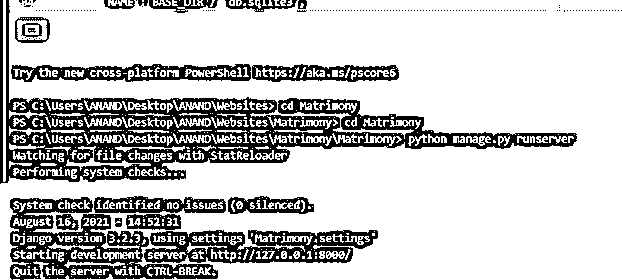 94 'NAME': BASE_DIR / 'db.sqlite3',
Try the new cross-platform PowerShell https://aka.ms/pscore6
PS C:\Users\ANAND\Desktop\ANAND\Websites> cd Matrimony
PS C:\Users\ANAND\Desktop\ANAND\Websites\Matrimony> cd Matrimony
PS C:\Users\ANAND\Desktop\ANAND\Websites\Matrimony\Matrimony> python manage.py runserver
Watching for file changes with StatReloader
Performing system checks...
System check identified no issues (0 silenced).
August 16, 2021 - 14:52:31
Django version 3.2.3, using settings 'Matrimony.settings'
Starting development server at http://127.0.0.1:8000/
Quit the server with CTRL-BREAK.